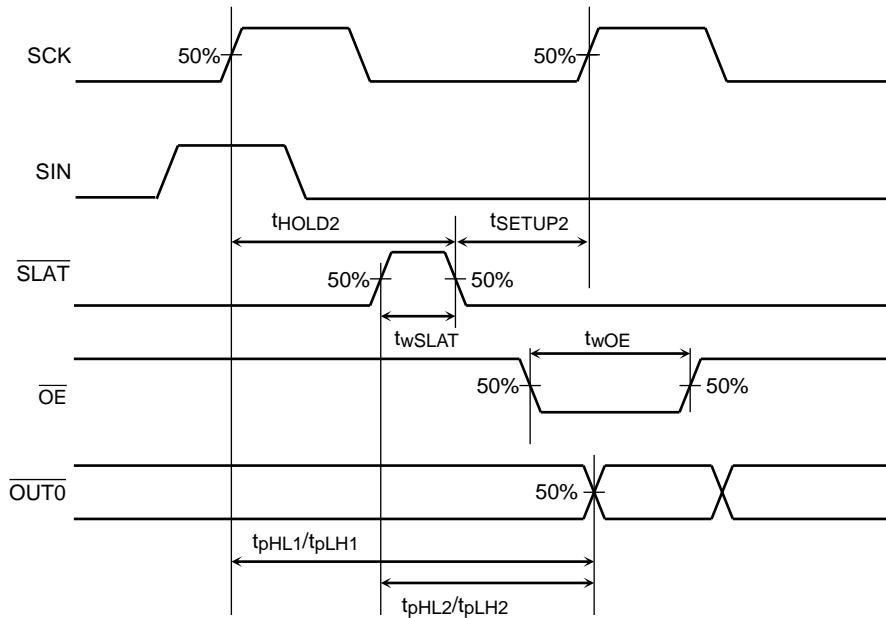 SCK
50%
50%
SIN
tHOLD2
tSETUP2
SLAT
50%
50%
twSLAT
twOE
OE
50%
50%
OUT0
50%
tpHL1/tpLH1
tpHL2/tpLH2